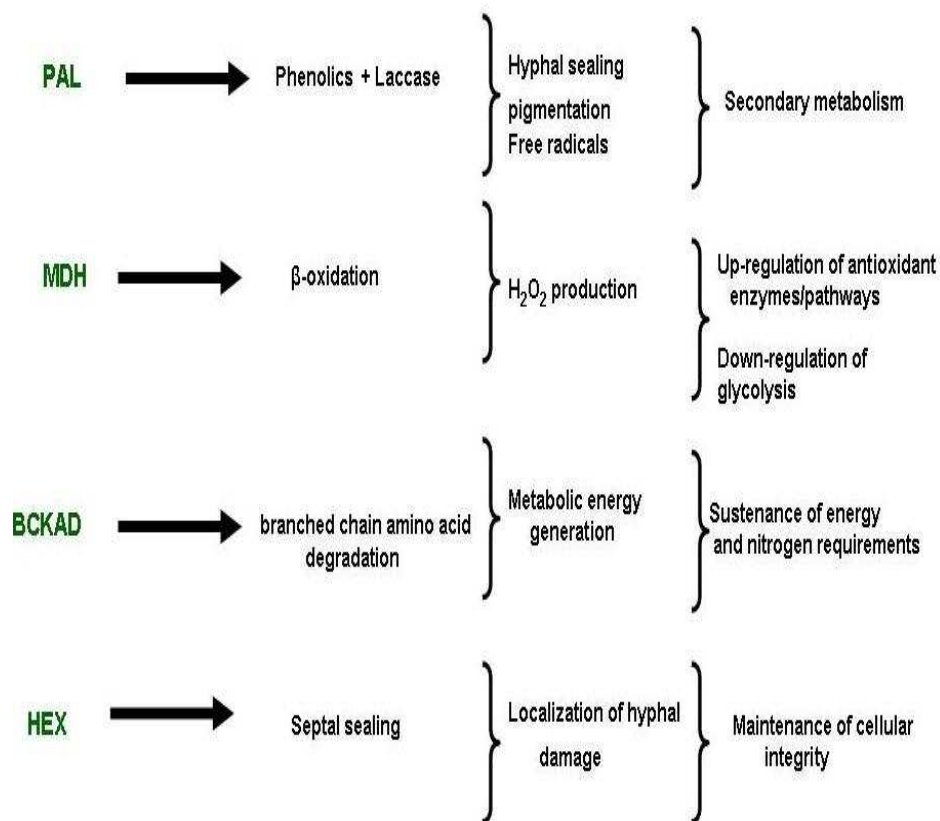 PAL
Phenolics + Laccase
Hyphal sealing
pigmentation
Free radicals
Secondary metabolism
MDH
β-oxidation
H₂O₂ production
Up-regulation of antioxidant
enzymes/pathways
Down-regulation of
glycolysis
BCKAD
branched chain amino acid
degradation
Metabolic energy
generation
Sustenance of energy
and nitrogen requirements
HEX
Septal sealing
Localization of hyphal
damage
Maintenance of cellular
integrity